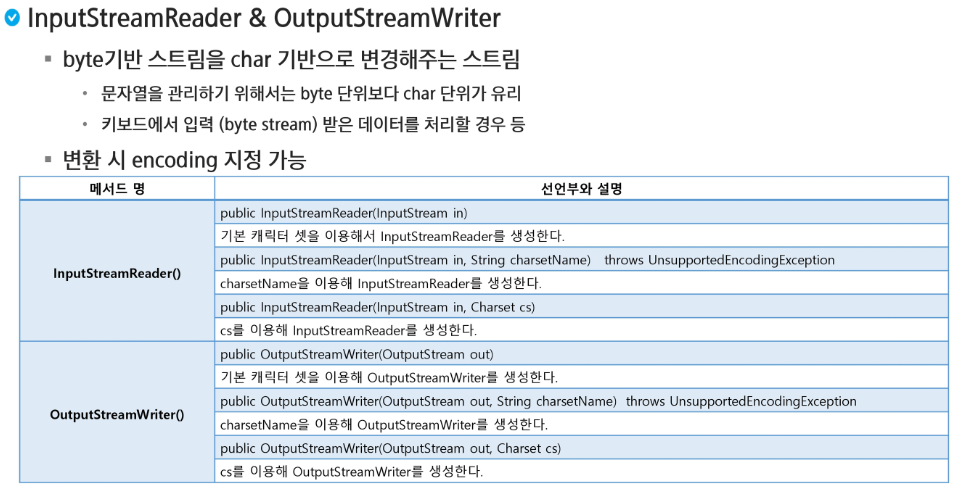 InputStreamReader & OutputStreamWriter
byte기반 스트림을 char 기반으로 변경해주는 스트림
문자열을 관리하기 위해서는 byte 단위보다 char 단위가 유리
키보드에서 입력 (byte stream) 받은 데이터를 처리할 경우 등
변환 시 encoding 지정 가능
메서드 명 선언부와 설명
InputStreamReader()
public InputStreamReader(InputStream in)
기본 캐릭터 셋을 이용해서 InputStreamReader를 생성한다.
public InputStreamReader(InputStream in, String charsetName) throws UnsupportedEncodingException
charsetName을 이용해 InputStreamReader를 생성한다.
public InputStreamReader(InputStream in, Charset cs)
cs를 이용해 InputStreamReader를 생성한다.
OutputStreamWriter()
public OutputStreamWriter(OutputStream out)
기본 캐릭터 셋을 이용해 OutputStreamWriter를 생성한다.
public OutputStreamWriter(OutputStream out, String charsetName) throws UnsupportedEncodingException
charsetName을 이용해 OutputStreamWriter를 생성한다.
public OutputStreamWriter(OutputStream out, Charset cs)
cs를 이용해 OutputStreamWriter를 생성한다.